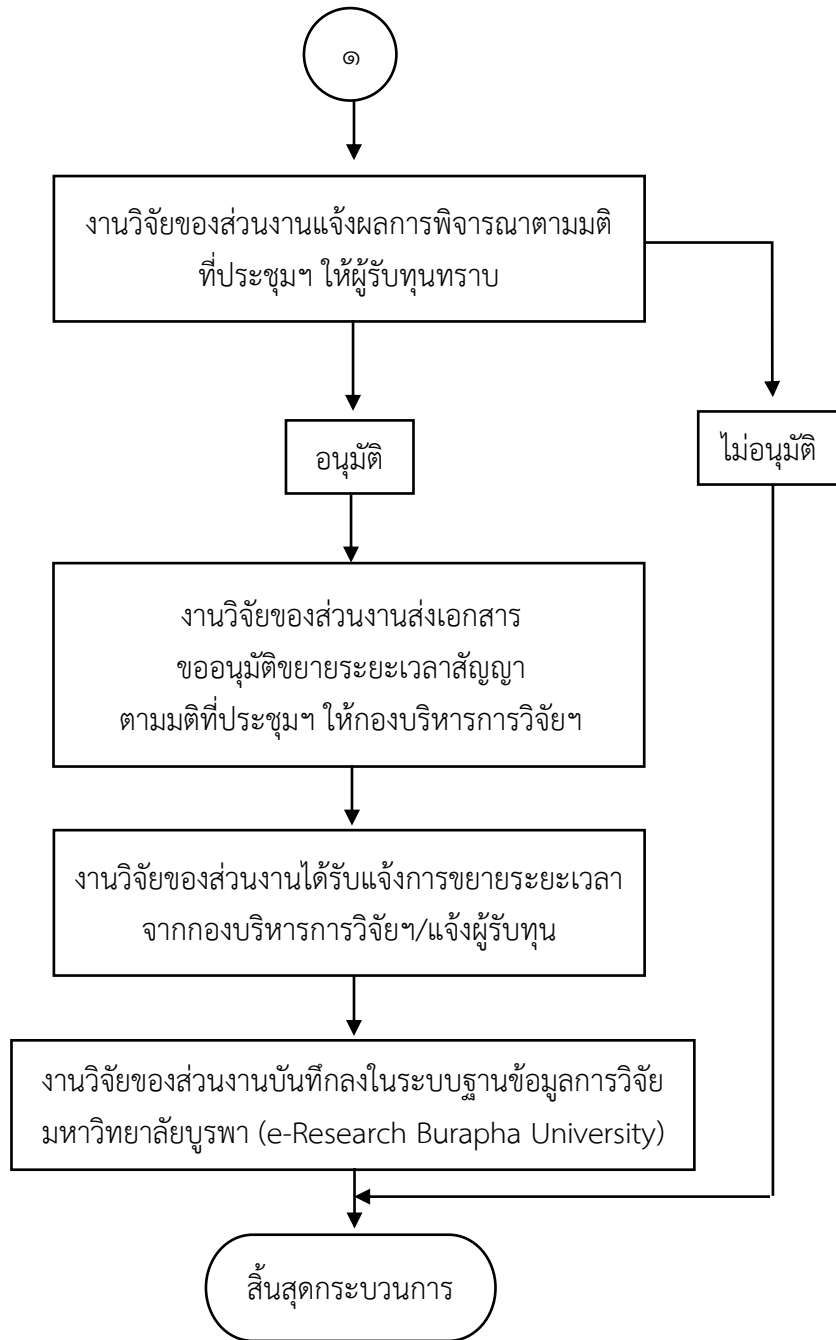 ๑
งานวิจัยของส่วนงานแจ้งผลการพิจารณาตามมติ
ที่ประชุมฯ ให้ผู้รับทุนทราบ
อนุมัติ
ไม่อนุมัติ
งานวิจัยของส่วนงานส่งเอกสาร
ขออนุมัติขยายระยะเวลาสัญญา
ตามมติที่ประชุมฯ ให้กองบริหารการวิจัยฯ
งานวิจัยของส่วนงานได้รับแจ้งการขยายระยะเวลา
จากกองบริหารการวิจัยฯ/แจ้งผู้รับทุน
งานวิจัยของส่วนงานบันทึกลงในระบบฐานข้อมูลการวิจัย
มหาวิทยาลัยบูรพา (e-Research Burapha University)
สิ้นสุดกระบวนการ